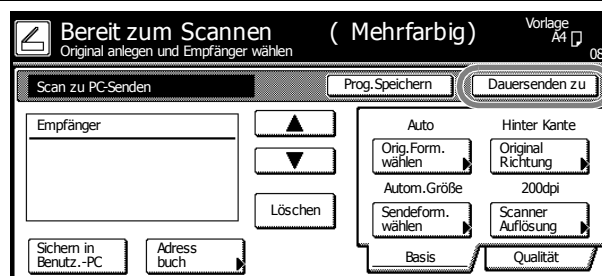 Bereit zum Scannen ( Mehrfarbig)
Original anlegen und Empfänger wählen
Vorlage
A4
08
Scan zu PC-Senden
Prog.Speichern
Dauersenden zu
Empfänger
Löschen
Sichern in
Benutz.-PC
Adress
buch
Auto
Hinter Kante
Orig.Form.
wählen
Original
Richtung
Autom.Größe
200dpi
Sendeform.
wählen
Scanner
Auflösung
Basis
Qualität